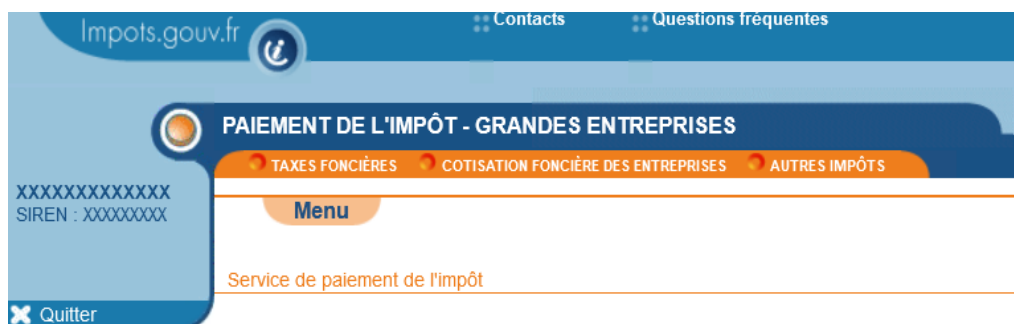 Impots.gouv.fr
Contacts
Questions fréquentes
PAIEMENT DE L'IMPÔT - GRANDES ENTREPRISES
TAXES FONCIÈRES COTISATION FONCIÈRE DES ENTREPRISES AUTRES IMPÔTS
XXXXXXXXXXXXX
SIREN : XXXXXXXXX
Menu
Service de paiement de l'impôt
Quitter